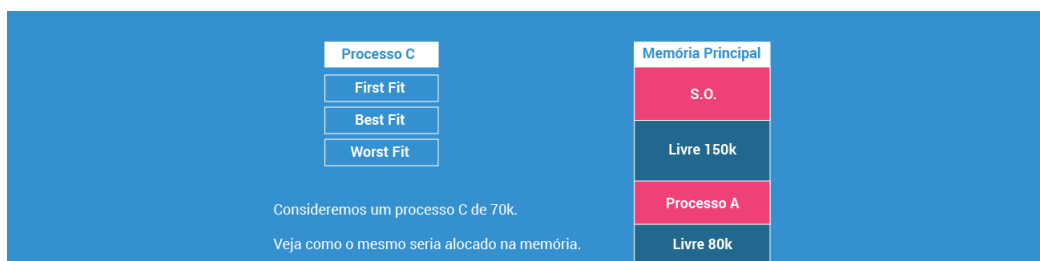 Processo C
First Fit
Best Fit
Worst Fit
Consideremos um processo C de 70k.
Veja como o mesmo seria alocado na memória.
Memória Principal
S.O.
Livre 150k
Processo A
Livre 80k